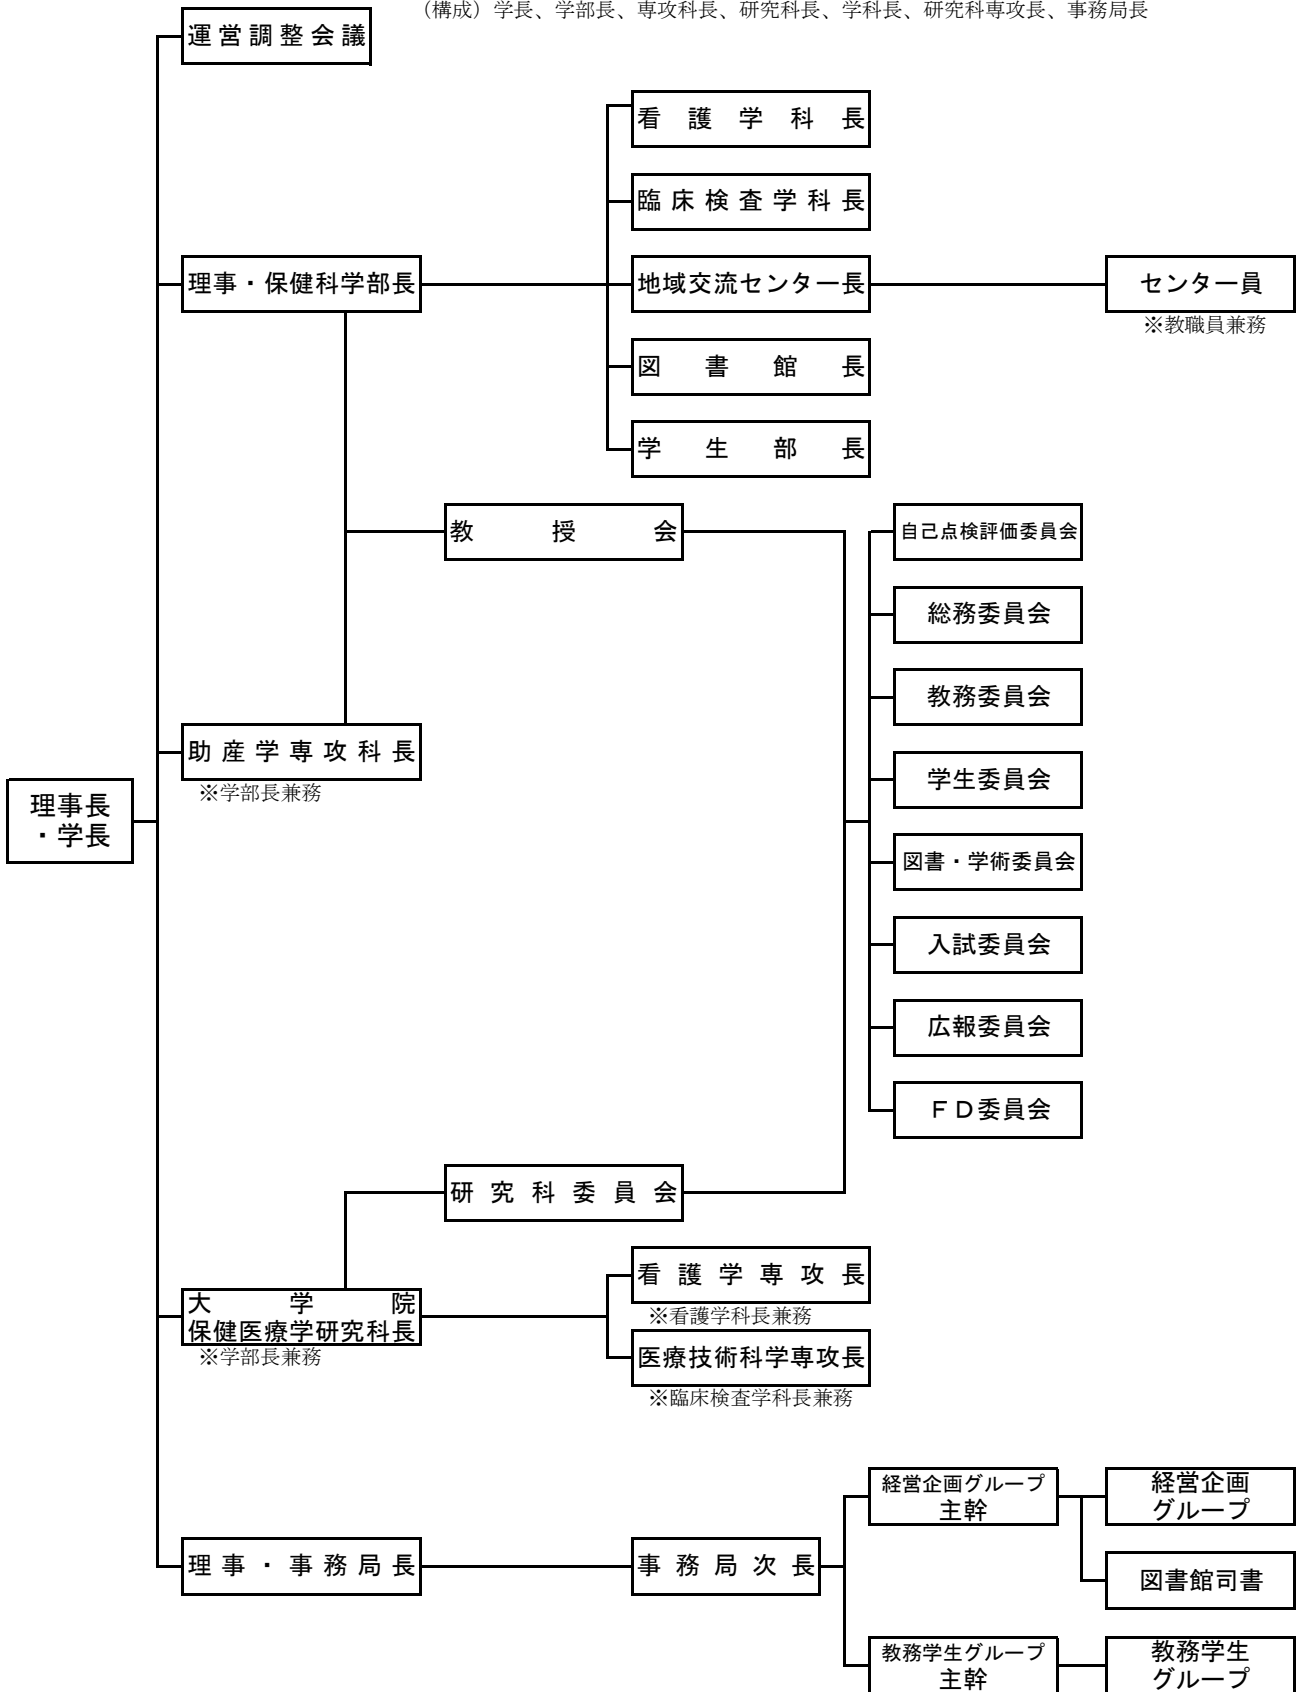 （構成）学長、学部長、専攻科長、研究科長、学科長、研究科専攻長、事務局長
運営調整会議
看護学科長
臨床検査学科長
理事・保健科学部長
地域交流センター長
センター員
※教職員兼務
図書館長
学生部長
教授会
自己点検評価委員会
総務委員会
教務委員会
助産学専攻科長
※学部長兼務
学生委員会
理事長
・学長
図書・学術委員会
入試委員会
広報委員会
ＦＤ委員会
研究科委員会
看護学専攻長
※看護学科長兼務
大学院
保健医療学研究科長
※学部長兼務
医療技術科学専攻長
※臨床検査学科長兼務
経営企画グループ
主幹
経営企画
グループ
理事・事務局長
事務局次長
図書館司書
教務学生グループ
主幹
教務学生
グループ